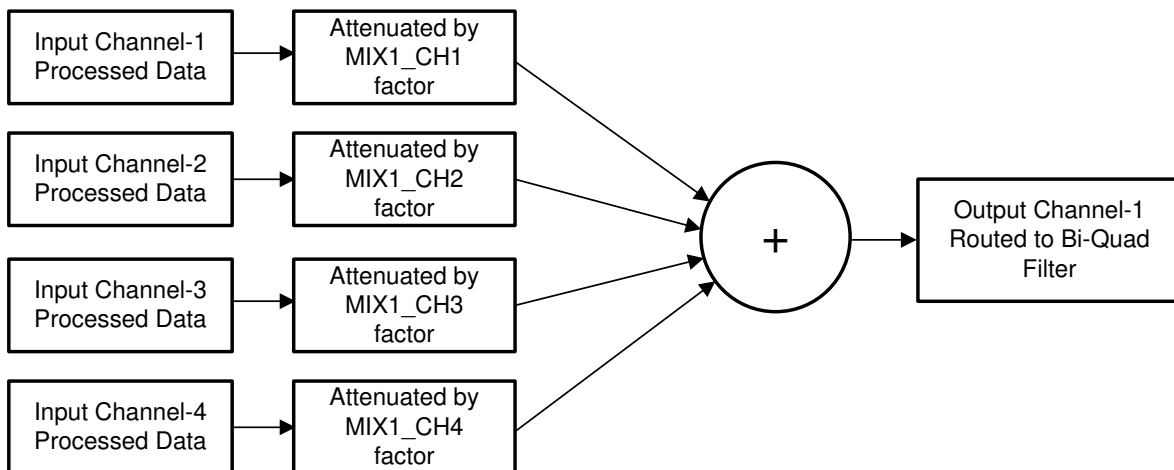 Input Channel-1
Processed Data
Attenuated by
MIX1_CH1
factor
Input Channel-2
Processed Data
Attenuated by
MIX1_CH2
factor
Input Channel-3
Processed Data
Attenuated by
MIX1_CH3
factor
Input Channel-4
Processed Data
Attenuated by
MIX1_CH4
factor
+
Output Channel-1
Routed to Bi-Quad
Filter